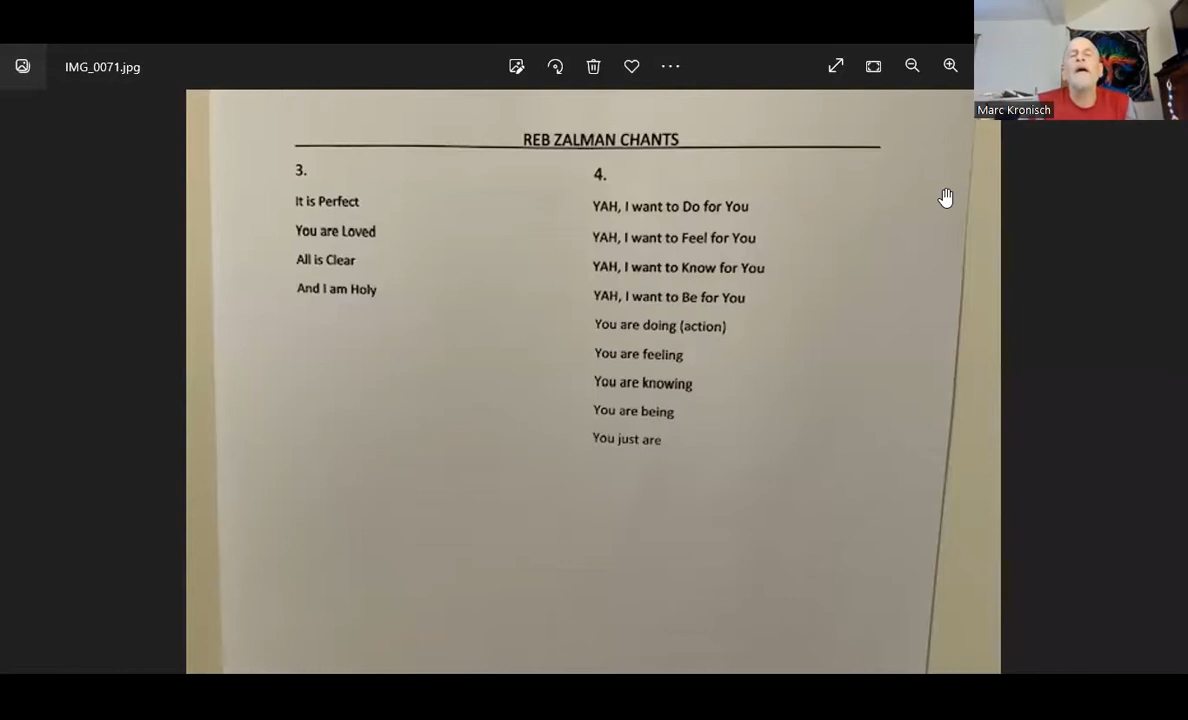 IMG_0071.jpg
Marc Kronisch
REB ZALMAN CHANTS
3.
It is Perfect
You are Loved
All is Clear
And I am Holy
4.
YAH, I want to Do for You
YAH, I want to Feel for You
YAH, I want to Know for You
YAH, I want to Be for You
You are doing (action)
You are feeling
You are knowing
You are being
You just are